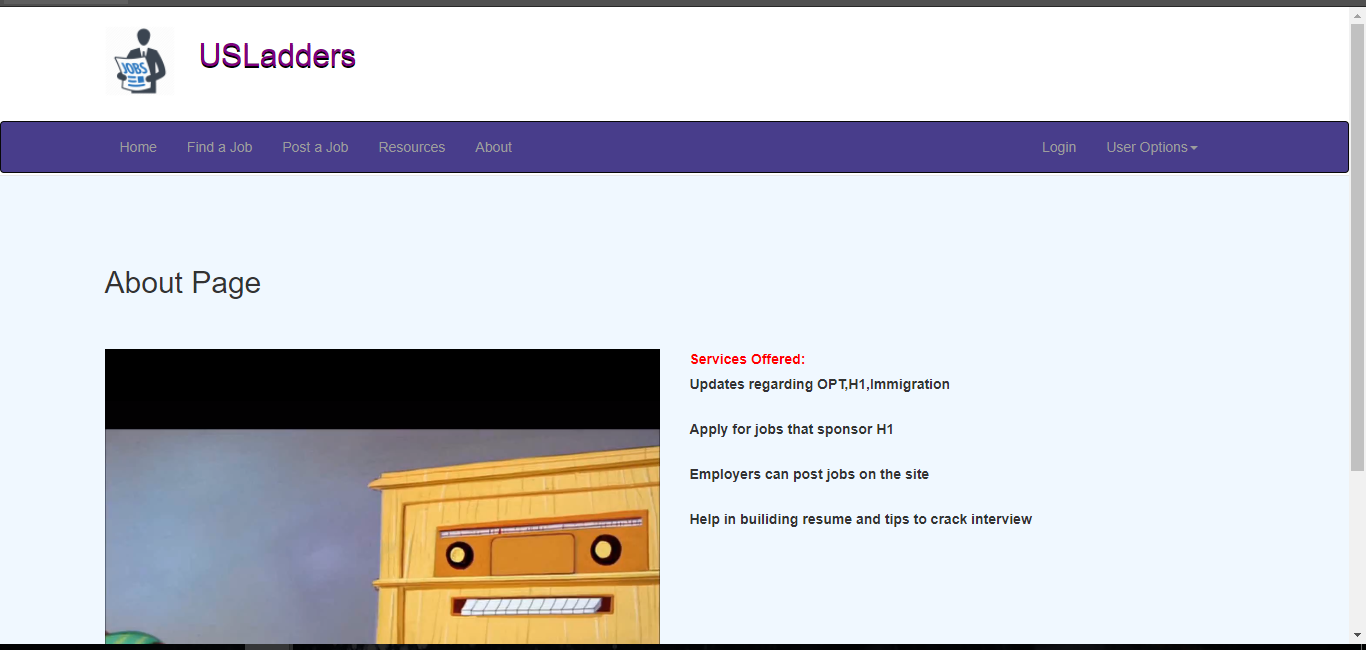 JOBS
USLadders
Home Find a Job Post a Job Resources About Login User Options
About Page
Services Offered:
Updates regarding OPT,H1,Immigration
Apply for jobs that sponsor H1
Employers can post jobs on the site
Help in builiding resume and tips to crack interview